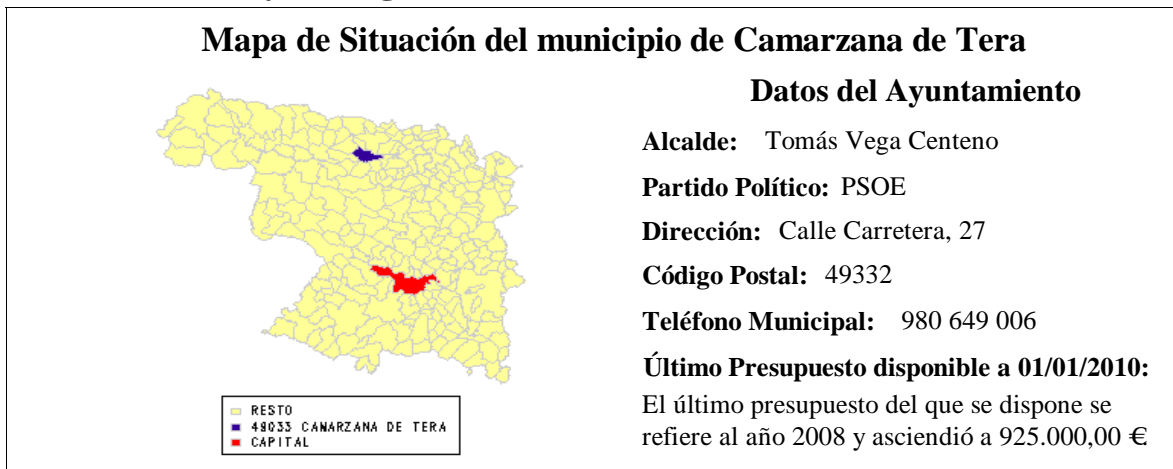 Mapa de Situación del municipio de Camarzana de Tera
Datos del Ayuntamiento
Alcalde: Tomás Vega Centeno
Partido Político: PSOE
Dirección: Calle Carretera, 27
Código Postal: 49332
Teléfono Municipal: 980 649 006
Último Presupuesto disponible a 01/01/2010:
El último presupuesto del que se dispone se
refiere al año 2008 y asciendió a 925.000,00 €
RESTO
49033 CAMARZANA DE TERA
CAPITAL